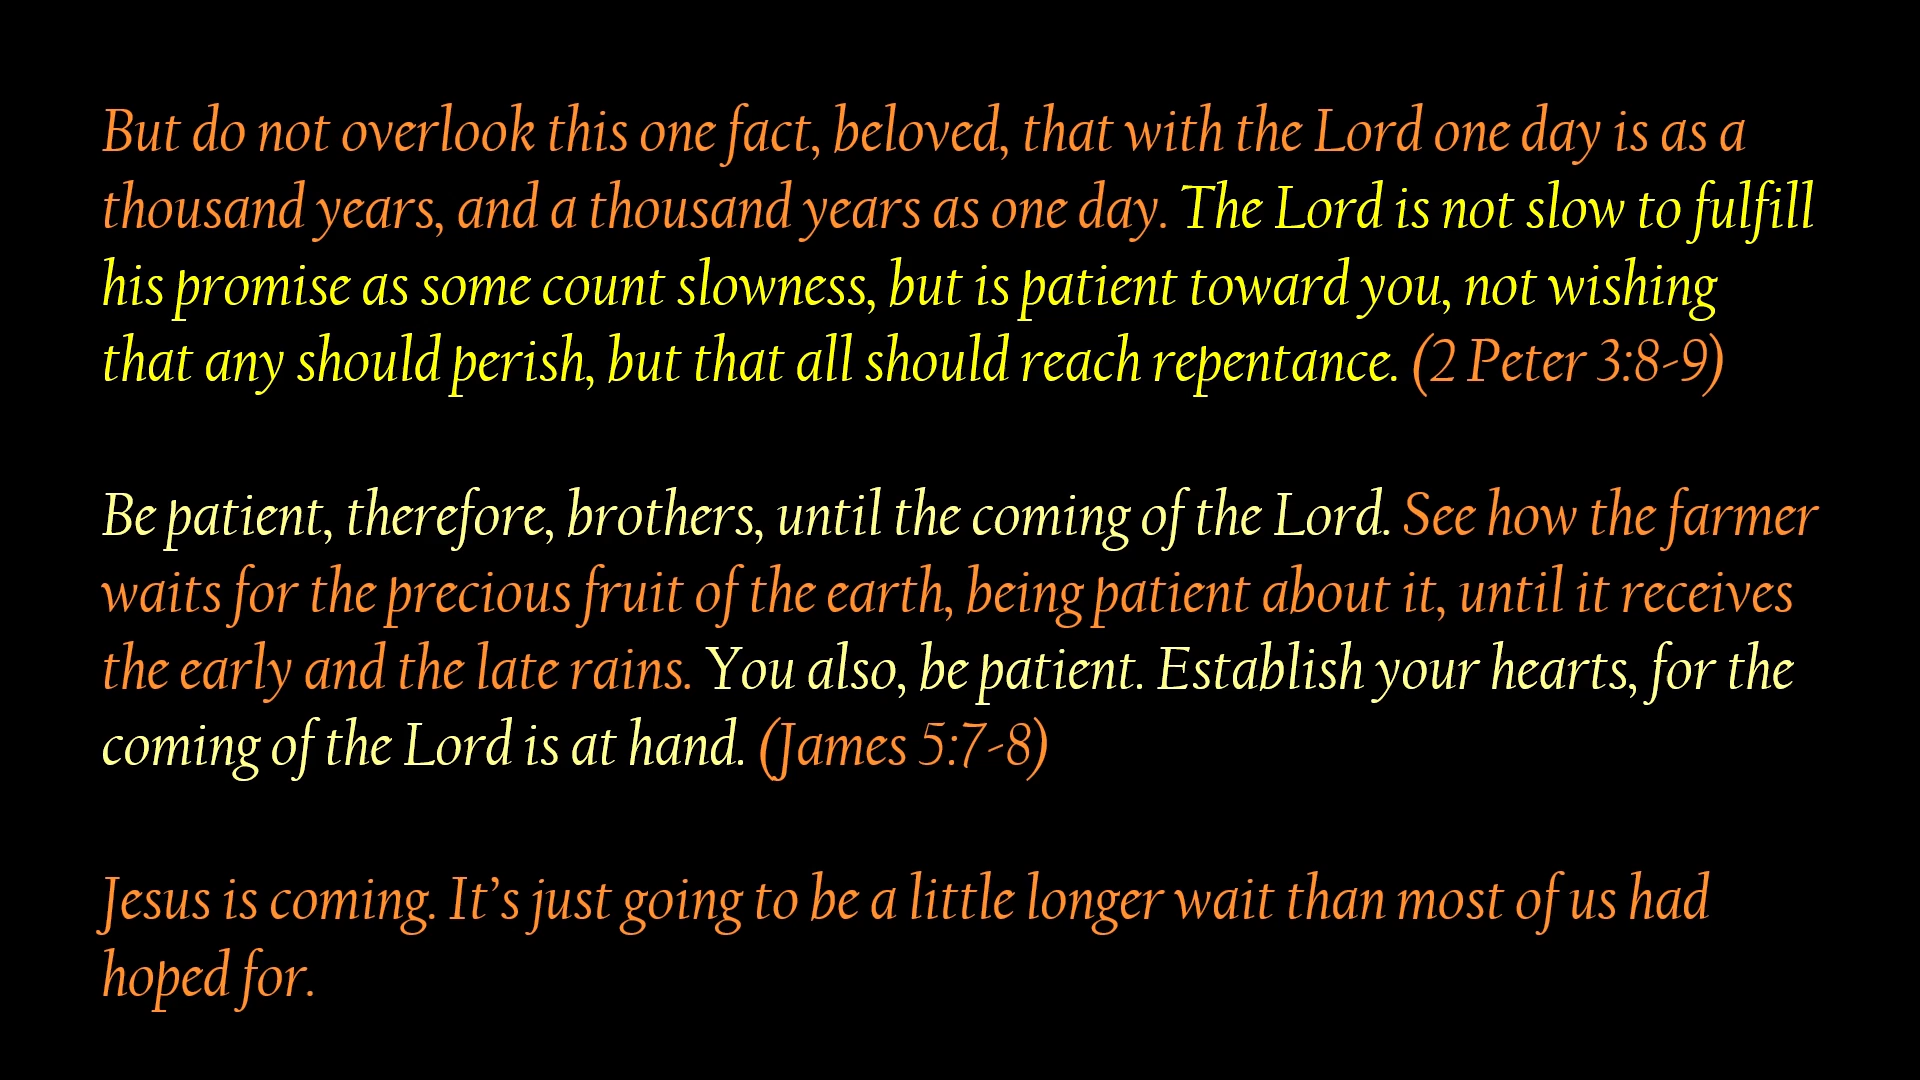 But do not overlook this one fact, beloved, that with the Lord one day is as a
thousand years, and a thousand years as one day. The Lord is not slow to fulfill
his promise as some count slowness, but is patient toward you, not wishing
that any should perish, but that all should reach repentance. (2 Peter 3:8-9)
Be patient, therefore, brothers, until the coming of the Lord. See how the farmer
waits for the precious fruit of the earth, being patient about it, until it receives
the early and the late rains. You also, be patient. Establish your hearts, for the
coming of the Lord is at hand. (James 5:7-8)
Jesus is coming. It’s just going to be a little longer wait than most of us had
hoped for.